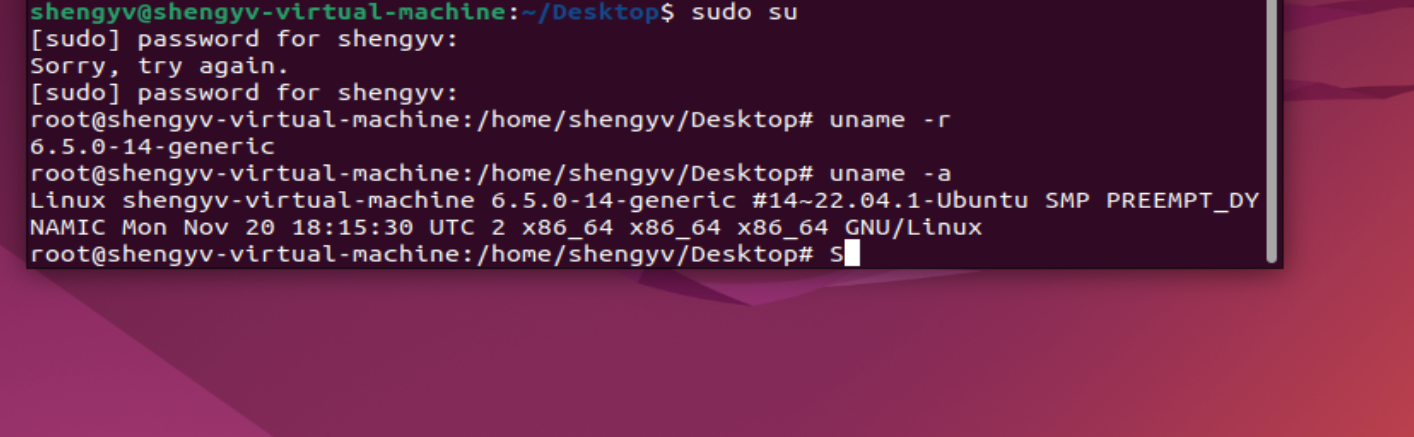 shengyv@shengyv-virtual-machine:~/Desktop$ sudo su
[sudo] password for shengyv:
Sorry, try again.
[sudo] password for shengyv:
root@shengyv-virtual-machine:/home/shengyv/Desktop# uname -r
6.5.0-14-generic
root@shengyv-virtual-machine:/home/shengyv/Desktop# uname -a
Linux shengyv-virtual-machine 6.5.0-14-generic #14~22.04.1-Ubuntu SMP PREEMPT_DY
NAMIC Mon Nov 20 18:15:30 UTC 2 x86_64 x86_64 x86_64 GNU/Linux
root@shengyv-virtual-machine:/home/shengyv/Desktop# S